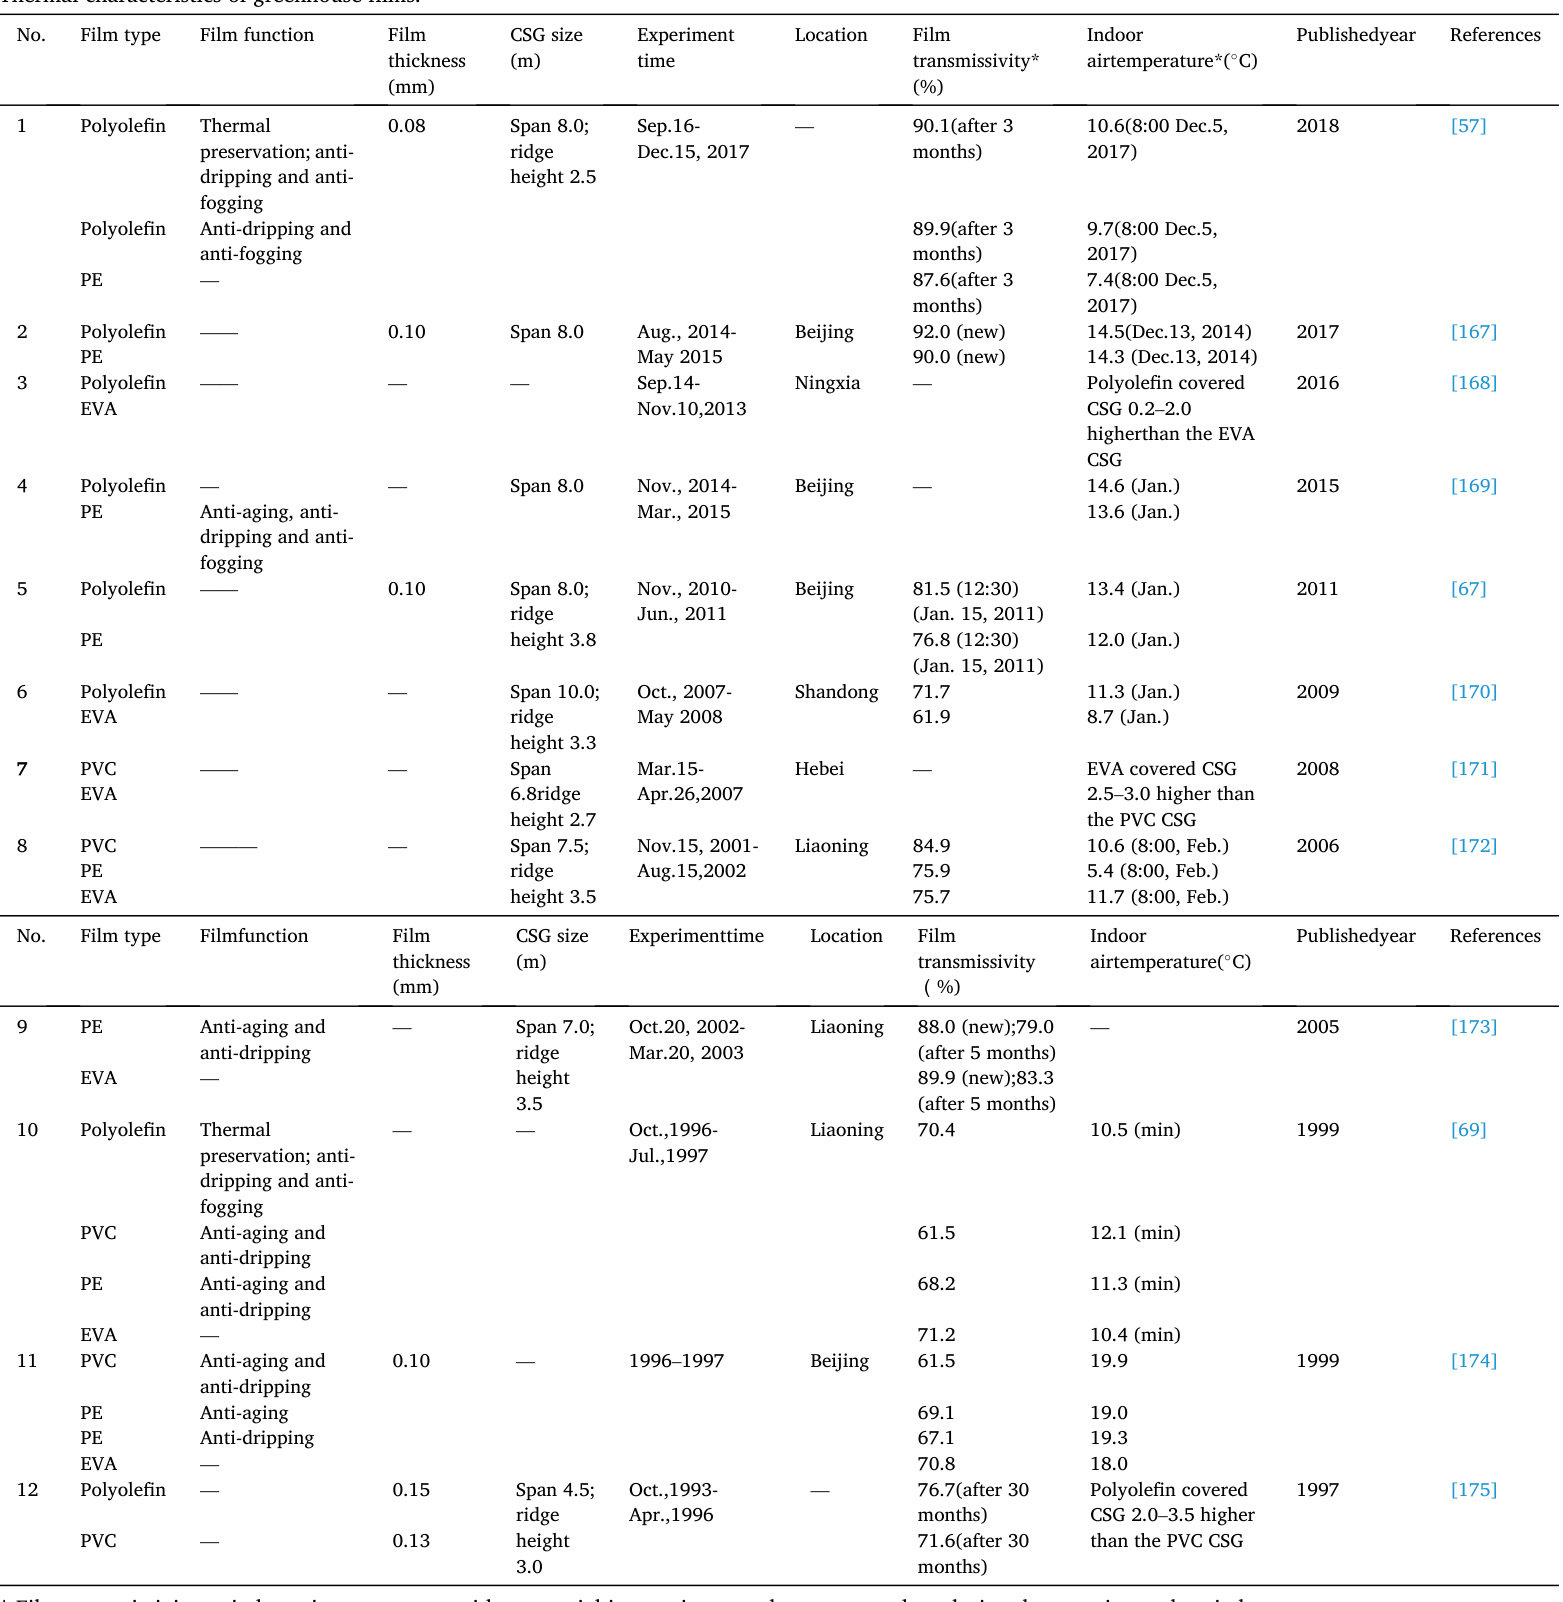 Thermal characteristics of greenhouse films.
No. Film type Film function Film thickness (mm) CSG size (m) Experiment time Location Film transmissivity* (%) Indoor airtemperature*(°C) Publishedyear References
1 Polyolefin Thermal preservation; anti-dripping and anti-fogging 0.08 Span 8.0; ridge height 2.5 Sep.16-Dec.15, 2017 — 90.1(after 3 months) 10.6(8:00 Dec.5, 2017) 2018 [57]
Polyolefin Anti-dripping and anti-fogging 89.9(after 3 months) 9.7(8:00 Dec.5, 2017)
PE — 87.6(after 3 months) 7.4(8:00 Dec.5, 2017)
2 Polyolefin —— 0.10 Span 8.0 Aug., 2014-May 2015 Beijing 92.0 (new) 14.5(Dec.13, 2014) 2017 [167]
PE 90.0 (new) 14.3 (Dec.13, 2014)
3 Polyolefin —— — — Sep.14-Nov.10,2013 Ningxia — Polyolefin covered CSG 0.2–2.0 higherthan the EVA CSG 2016 [168]
EVA
4 Polyolefin — — Span 8.0 Nov., 2014-Mar., 2015 Beijing — 14.6 (Jan.) 2015 [169]
PE Anti-aging, anti-dripping and anti-fogging 13.6 (Jan.)
5 Polyolefin —— 0.10 Span 8.0; ridge height 3.8 Nov., 2010-Jun., 2011 Beijing 81.5 (12:30) (Jan. 15, 2011) 13.4 (Jan.) 2011 [67]
PE 76.8 (12:30) (Jan. 15, 2011) 12.0 (Jan.)
6 Polyolefin —— — Span 10.0; ridge height 3.3 Oct., 2007-May 2008 Shandong 71.7 11.3 (Jan.) 2009 [170]
EVA 61.9 8.7 (Jan.)
7 PVC —— — Span 6.8ridge height 2.7 Mar.15-Apr.26,2007 Hebei — EVA covered CSG 2.5–3.0 higher than the PVC CSG 2008 [171]
EVA
8 PVC ——— — Span 7.5; ridge height 3.5 Nov.15, 2001-Aug.15,2002 Liaoning 84.9 10.6 (8:00, Feb.) 2006 [172]
PE 75.9 5.4 (8:00, Feb.)
EVA 75.7 11.7 (8:00, Feb.)
No. Film type Filmfunction Film thickness (mm) CSG size (m) Experimenttime Location Film transmissivity ( %) Indoor airtemperature(°C) Publishedyear References
9 PE Anti-aging and anti-dripping — Span 7.0; ridge height 3.5 Oct.20, 2002-Mar.20, 2003 Liaoning 88.0 (new);79.0 (after 5 months) — 2005 [173]
EVA — 89.9 (new);83.3 (after 5 months)
10 Polyolefin Thermal preservation; anti-dripping and anti-fogging — — Oct.,1996-Jul.,1997 Liaoning 70.4 10.5 (min) 1999 [69]
PVC Anti-aging and anti-dripping 61.5 12.1 (min)
PE Anti-aging and anti-dripping 68.2 11.3 (min)
EVA — 71.2 10.4 (min)
11 PVC Anti-aging and anti-dripping 0.10 — 1996–1997 Beijing 61.5 19.9 1999 [174]
PE Anti-aging 69.1 19.0
PE Anti-dripping 67.1 19.3
EVA — 70.8 18.0
12 Polyolefin — 0.15 Span 4.5; ridge height 3.0 Oct.,1993-Apr.,1996 — 76.7(after 30 months) Polyolefin covered CSG 2.0–3.5 higher than the PVC CSG 1997 [175]
PVC — 0.13 71.6(after 30 months)